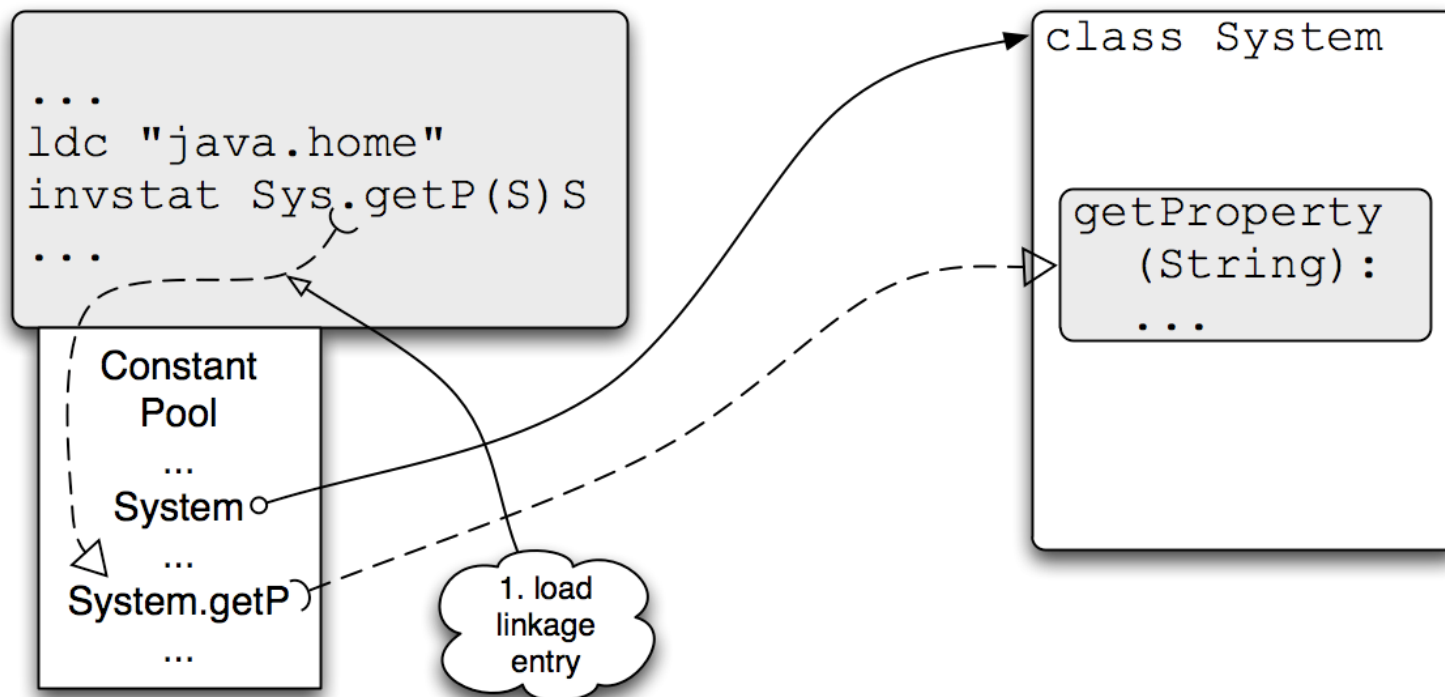 ...
ldc "java.home"
invstat Sys.getP(S)S
...
Constant
Pool
...
System
...
System.getP
...
1. load
linkage
entry
class System
getProperty
(String):
...